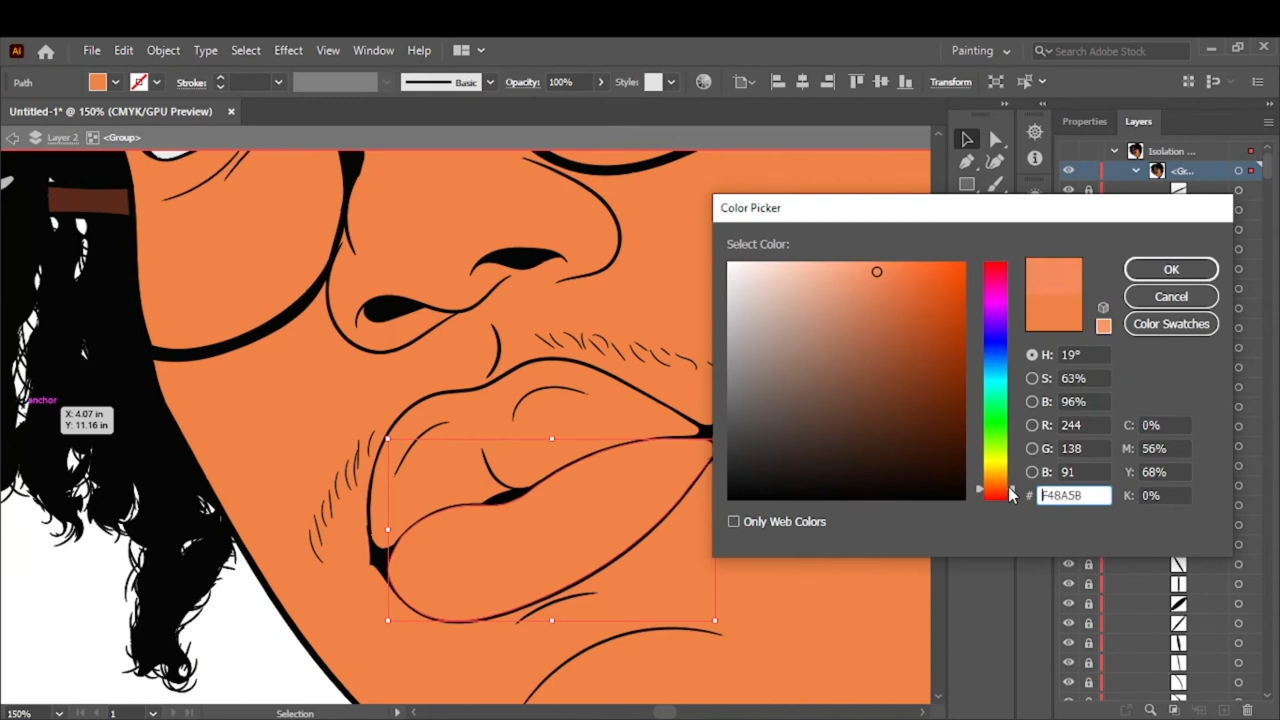 Ai File Edit Object Type Select Effect View Window Help Painting Search Adobe Stock
Path Stroke: Basic Opacity: 100% Style: Transform
Untitled-1* @ 150% (CMYK/GPU Preview)
Layer 2 <Group>
Properties Layers
Isolation ...
<Gr...
Color Picker
Select Color:
OK
Cancel
Color Swatches
H: 19°
S: 63%
B: 96%
R: 244 C: 0%
G: 138 M: 56%
B: 91 Y: 68%
# F48A5B K: 0%
Only Web Colors
anchor
X: 4.07 in
Y: 11.16 in
150% 1 Selection